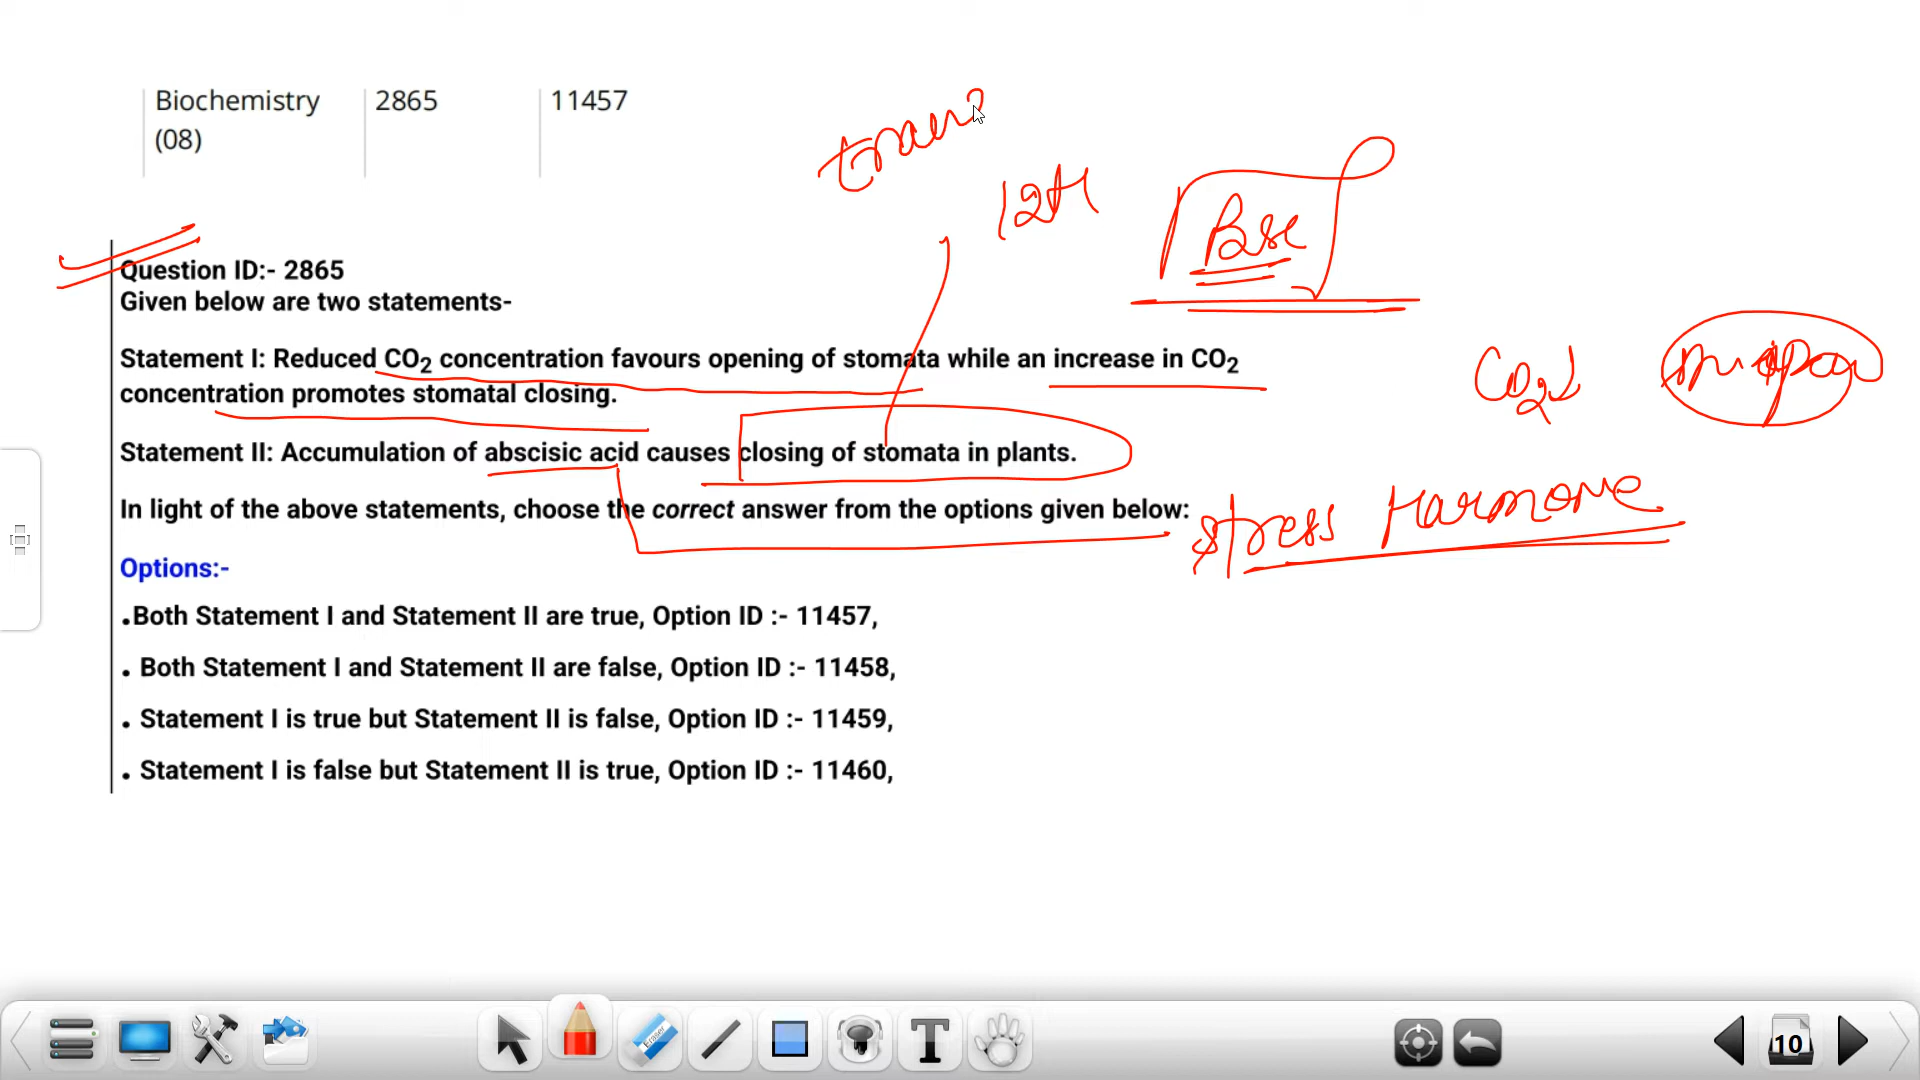 Biochemistry 2865 11457
(08)
12th
Bse
Question ID:- 2865
Given below are two statements-
Statement I: Reduced CO2 concentration favours opening of stomata while an increase in CO2
concentration promotes stomatal closing.
CO2
Statement II: Accumulation of abscisic acid causes closing of stomata in plants.
In light of the above statements, choose the correct answer from the options given below:
stress Harmone
Options:-
.Both Statement I and Statement II are true, Option ID :- 11457,
. Both Statement I and Statement II are false, Option ID :- 11458,
. Statement I is true but Statement II is false, Option ID :- 11459,
. Statement I is false but Statement II is true, Option ID :- 11460,
Eraser
T
10